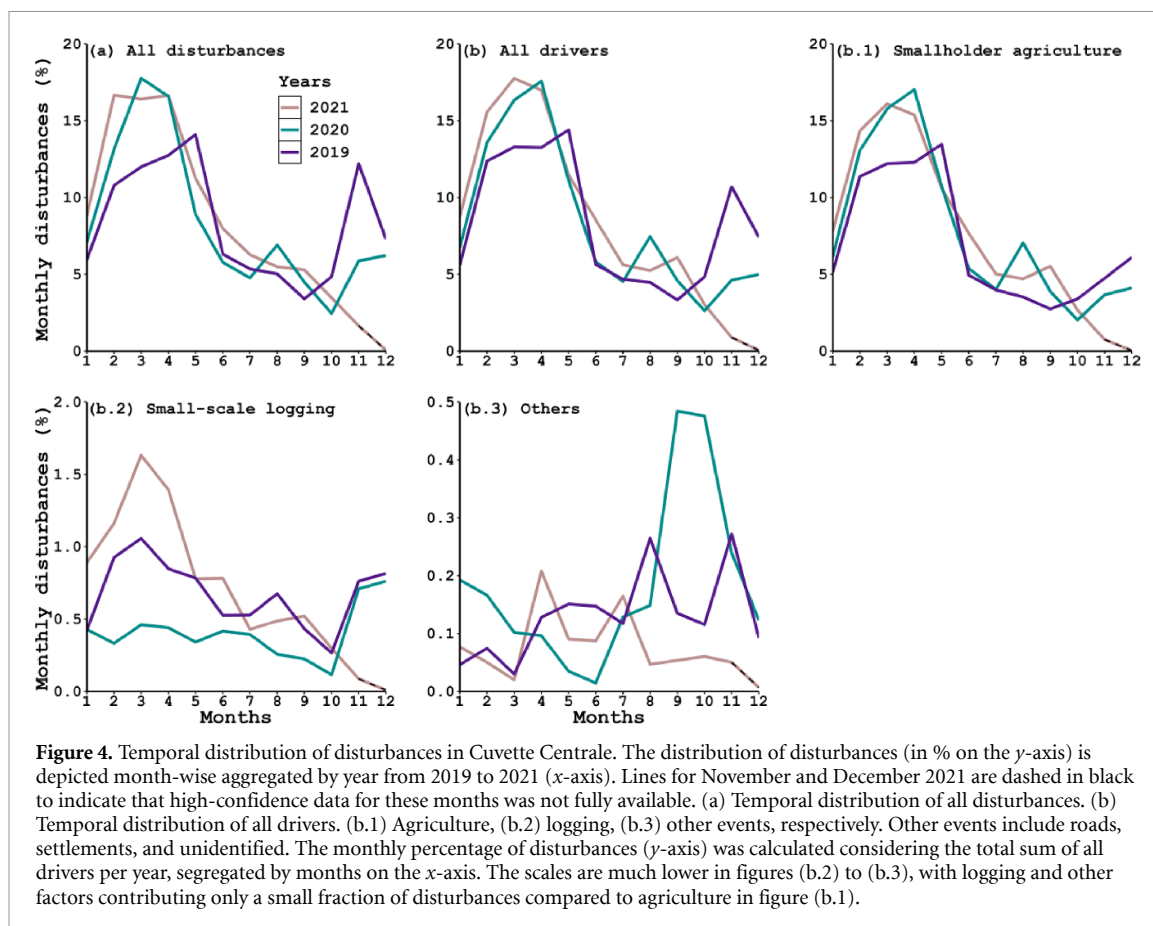 (a) All disturbances
(b) All drivers
(b.1) Smallholder agriculture
Monthly disturbances (%)
20
15
10
5
0
Years
2021
2020
2019
1 2 3 4 5 6 7 8 9 10 11 12
20
15
10
5
0
1 2 3 4 5 6 7 8 9 10 11 12
20
15
10
5
0
1 2 3 4 5 6 7 8 9 10 11 12
(b.2) Small-scale logging
(b.3) Others
Monthly disturbances (%)
2.0
1.5
1.0
0.5
0.0
1 2 3 4 5 6 7 8 9 10 11 12
Months
0.5
0.4
0.3
0.2
0.1
0.0
1 2 3 4 5 6 7 8 9 10 11 12
Months
Figure 4. Temporal distribution of disturbances in Cuvette Centrale. The distribution of disturbances (in % on the y-axis) is
depicted month-wise aggregated by year from 2019 to 2021 (x-axis). Lines for November and December 2021 are dashed in black
to indicate that high-confidence data for these months was not fully available. (a) Temporal distribution of all disturbances. (b)
Temporal distribution of all drivers. (b.1) Agriculture, (b.2) logging, (b.3) other events, respectively. Other events include roads,
settlements, and unidentified. The monthly percentage of disturbances (y-axis) was calculated considering the total sum of all
drivers per year, segregated by months on the x-axis. The scales are much lower in figures (b.2) to (b.3), with logging and other
factors contributing only a small fraction of disturbances compared to agriculture in figure (b.1).